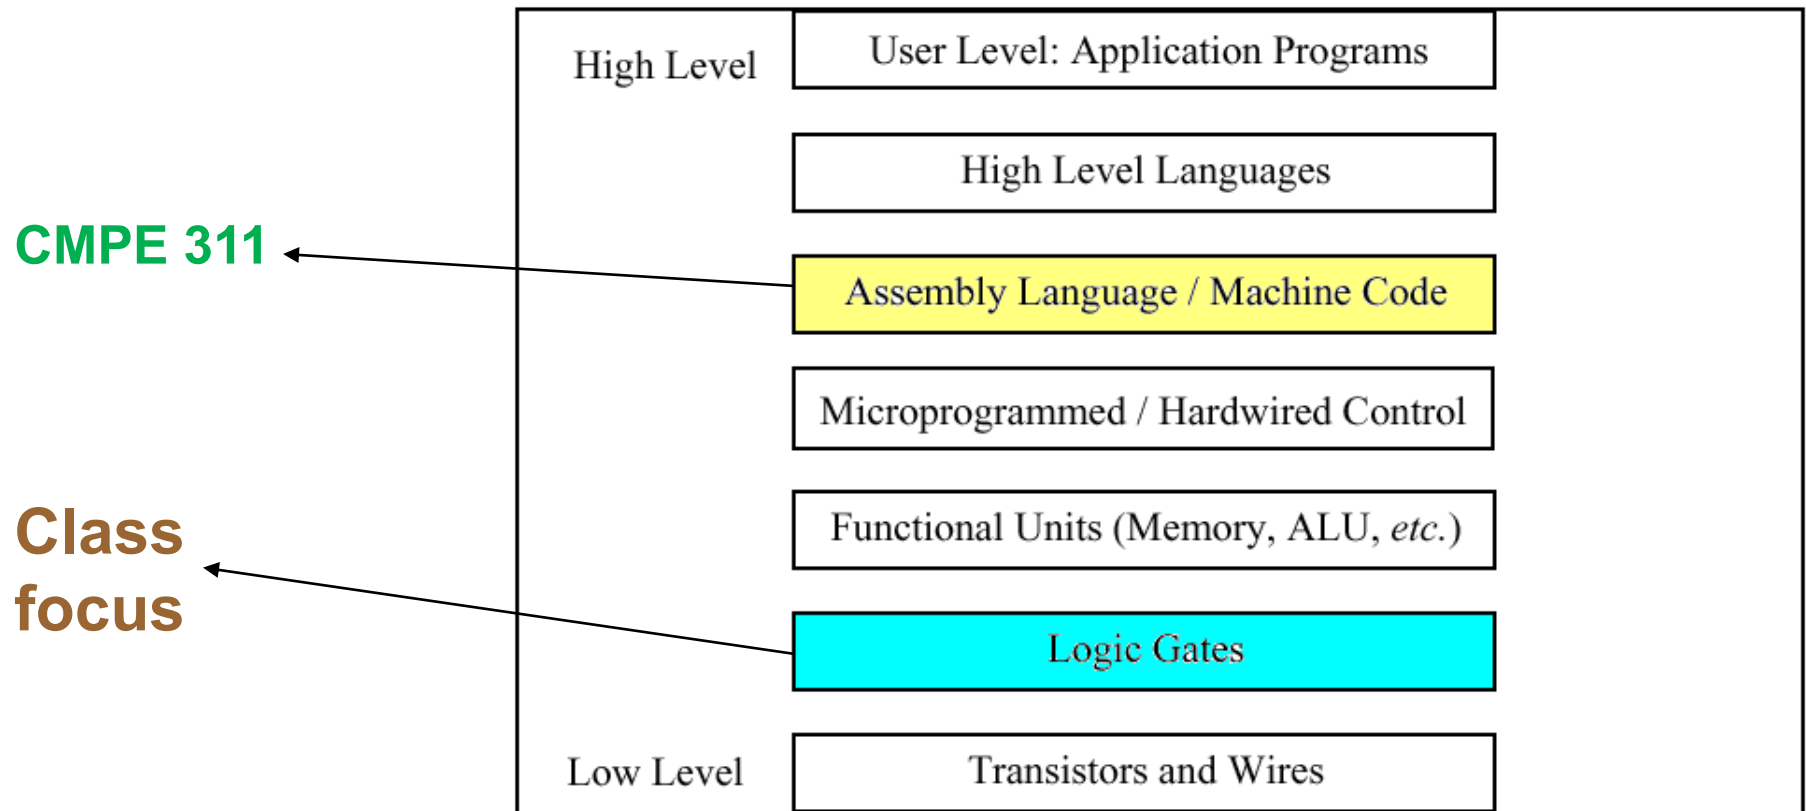 High Level
User Level: Application Programs
High Level Languages
CMPE 311
Assembly Language / Machine Code
Microprogrammed / Hardwired Control
Functional Units (Memory, ALU, etc.)
Class
focus
Logic Gates
Low Level
Transistors and Wires